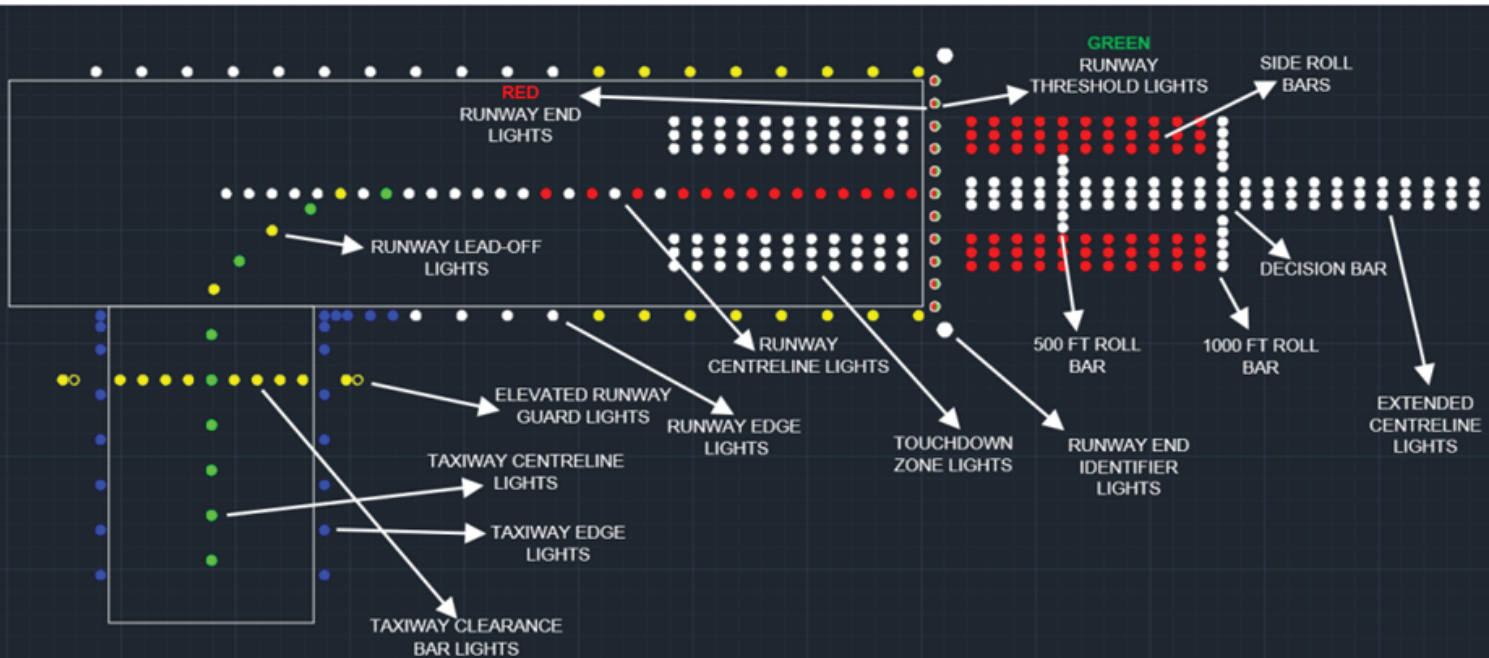 GREEN
RUNWAY
THRESHOLD LIGHTS
SIDE ROLL
BARS
RED
RUNWAY END
LIGHTS
RUNWAY LEAD-OFF
LIGHTS
DECISION BAR
RUNWAY
CENTRELINE LIGHTS
500 FT ROLL
BAR
1000 FT ROLL
BAR
ELEVATED RUNWAY
GUARD LIGHTS
RUNWAY EDGE
LIGHTS
TOUCHDOWN
ZONE LIGHTS
RUNWAY END
IDENTIFIER
LIGHTS
EXTENDED
CENTRELINE
LIGHTS
TAXIWAY CENTRELINE
LIGHTS
TAXIWAY EDGE
LIGHTS
TAXIWAY CLEARANCE
BAR LIGHTS